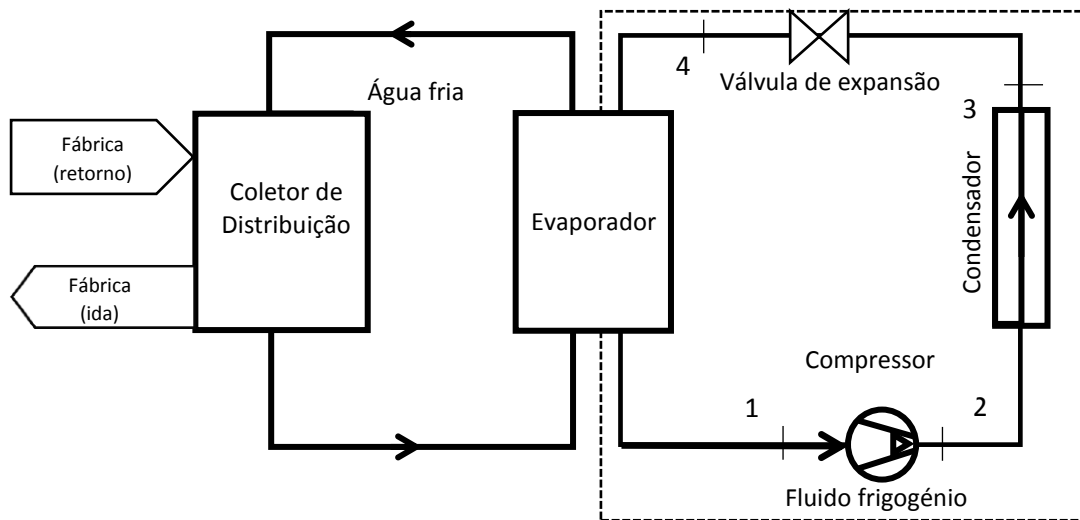 4
Válvula de expansão
Água fria
3
Fábrica
(retorno)
Coletor de
Distribuição
Evaporador
Condensador
Fábrica
(ida)
Compressor
1
2
Fluido frigogénio